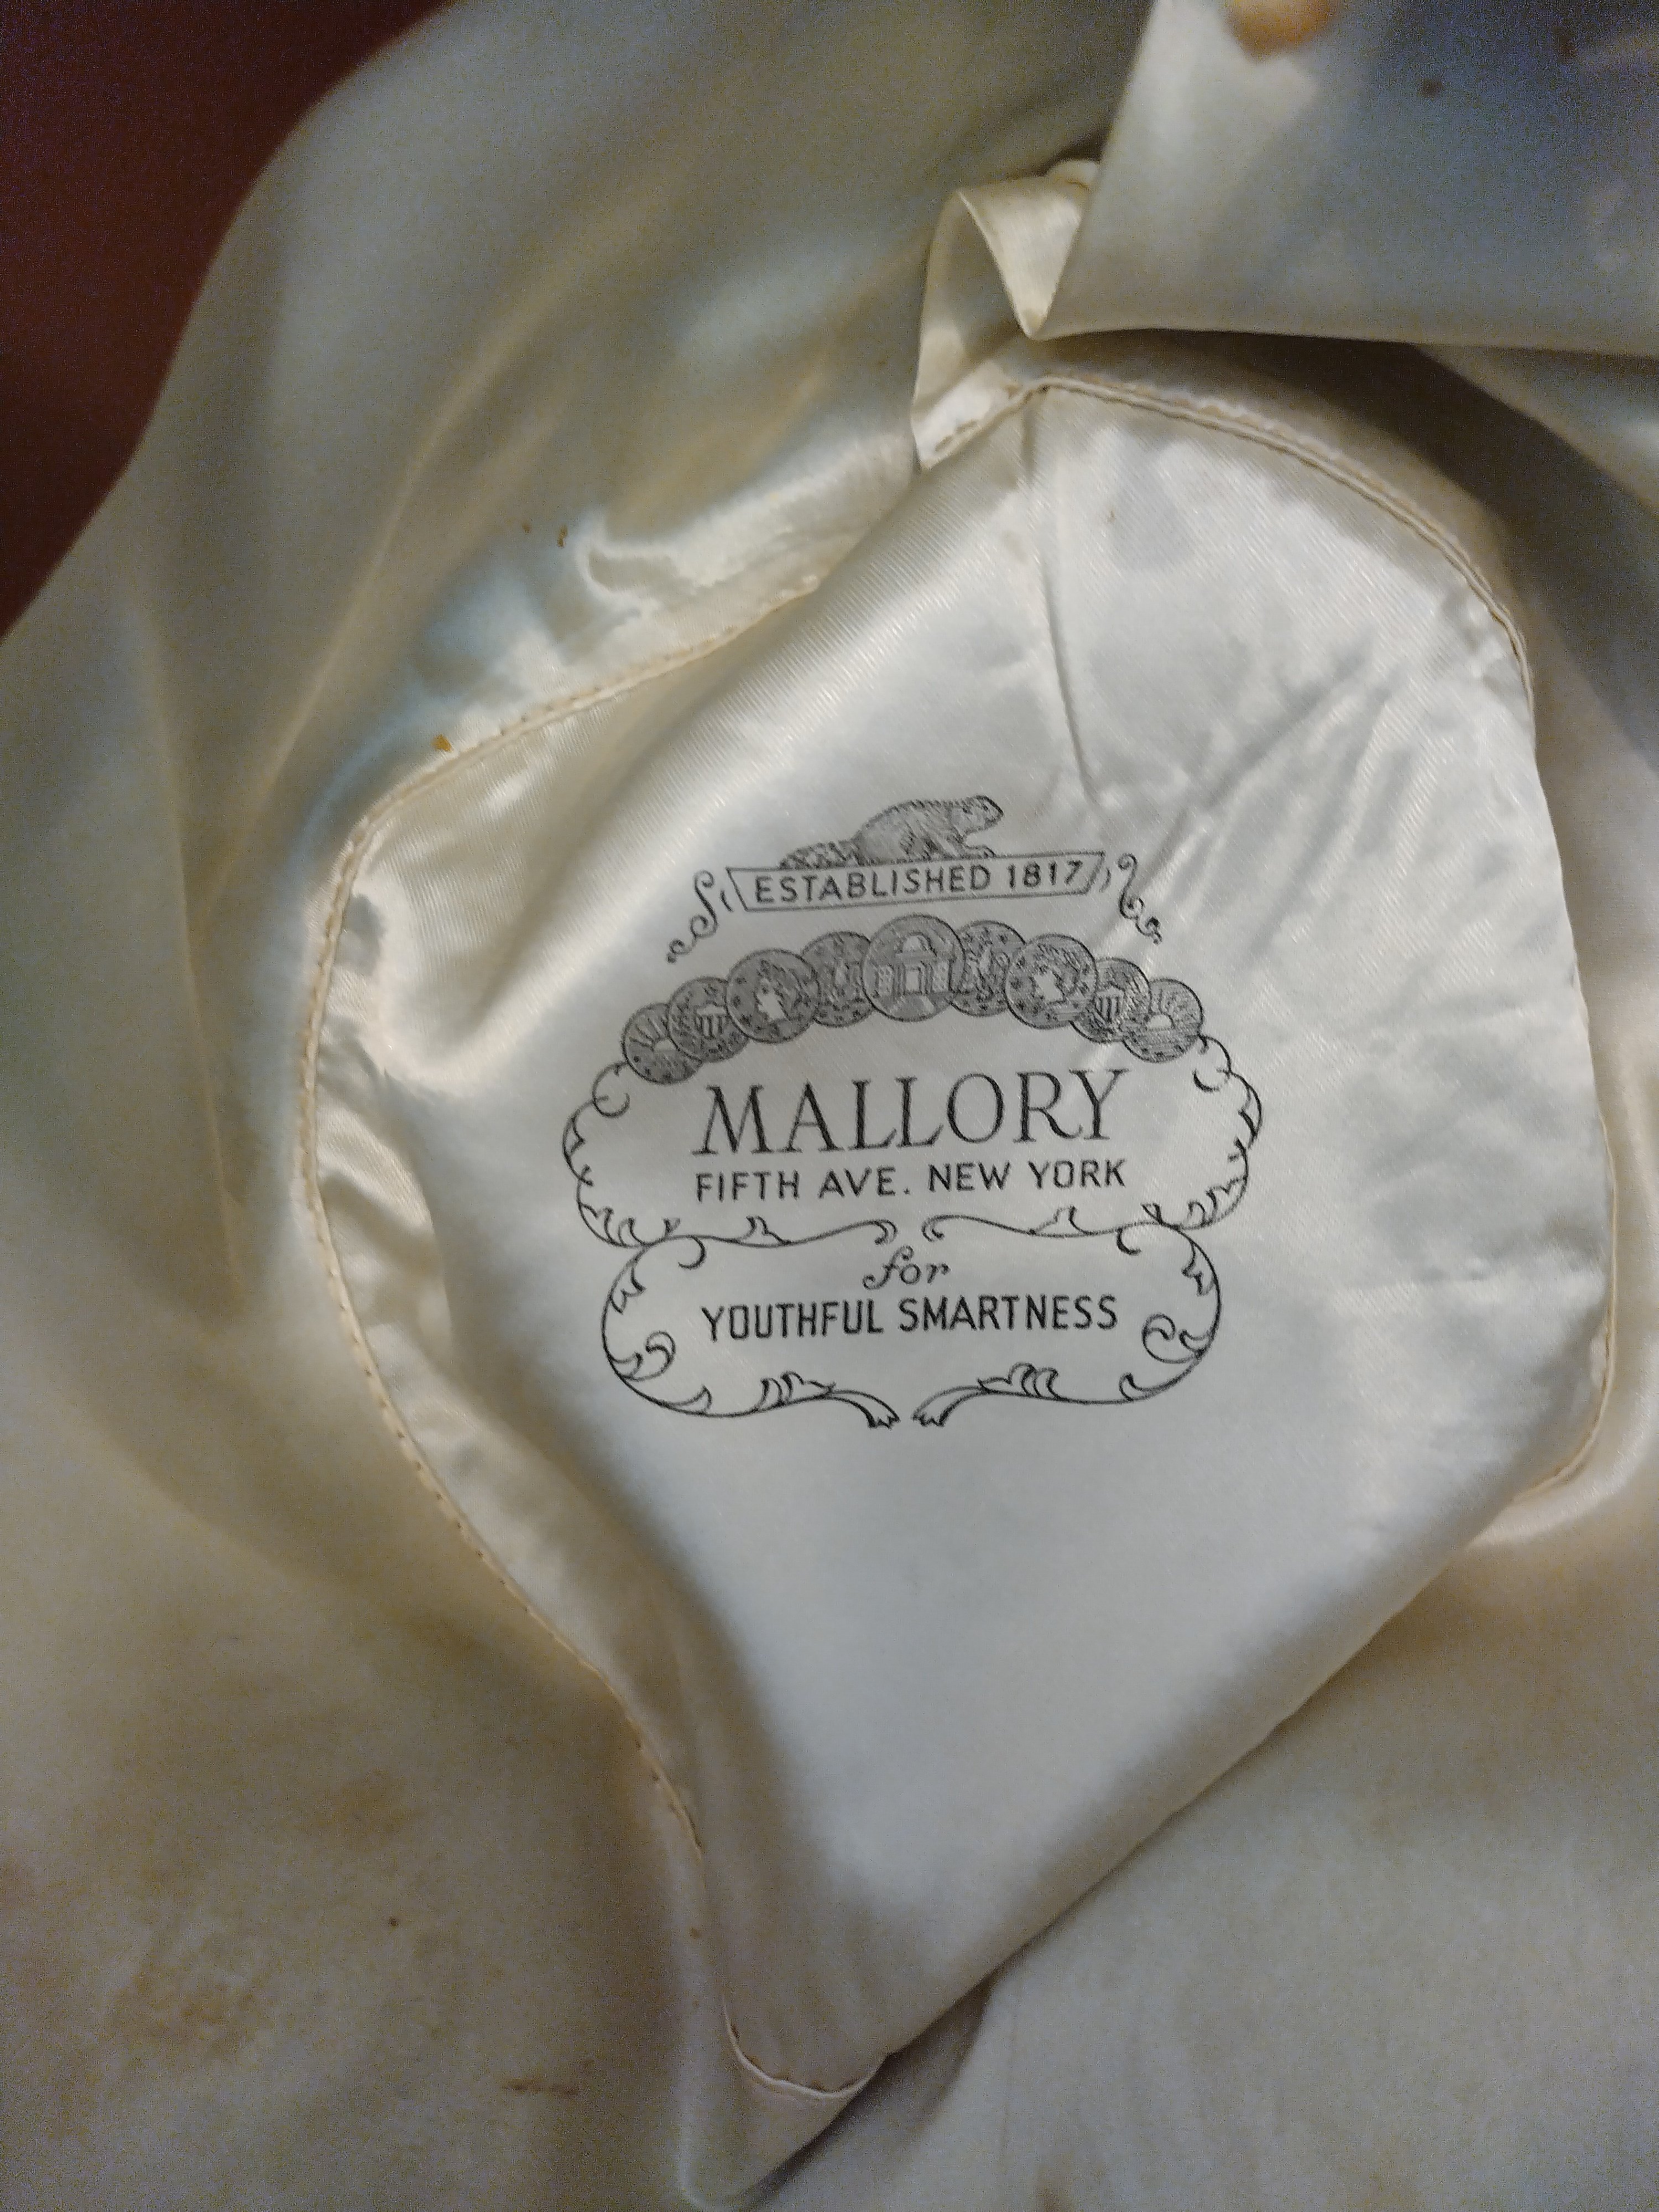 ESTABLISHED 1817
MALLORY
FIFTH AVE. NEW YORK
for
YOUTHFUL SMARTNESS